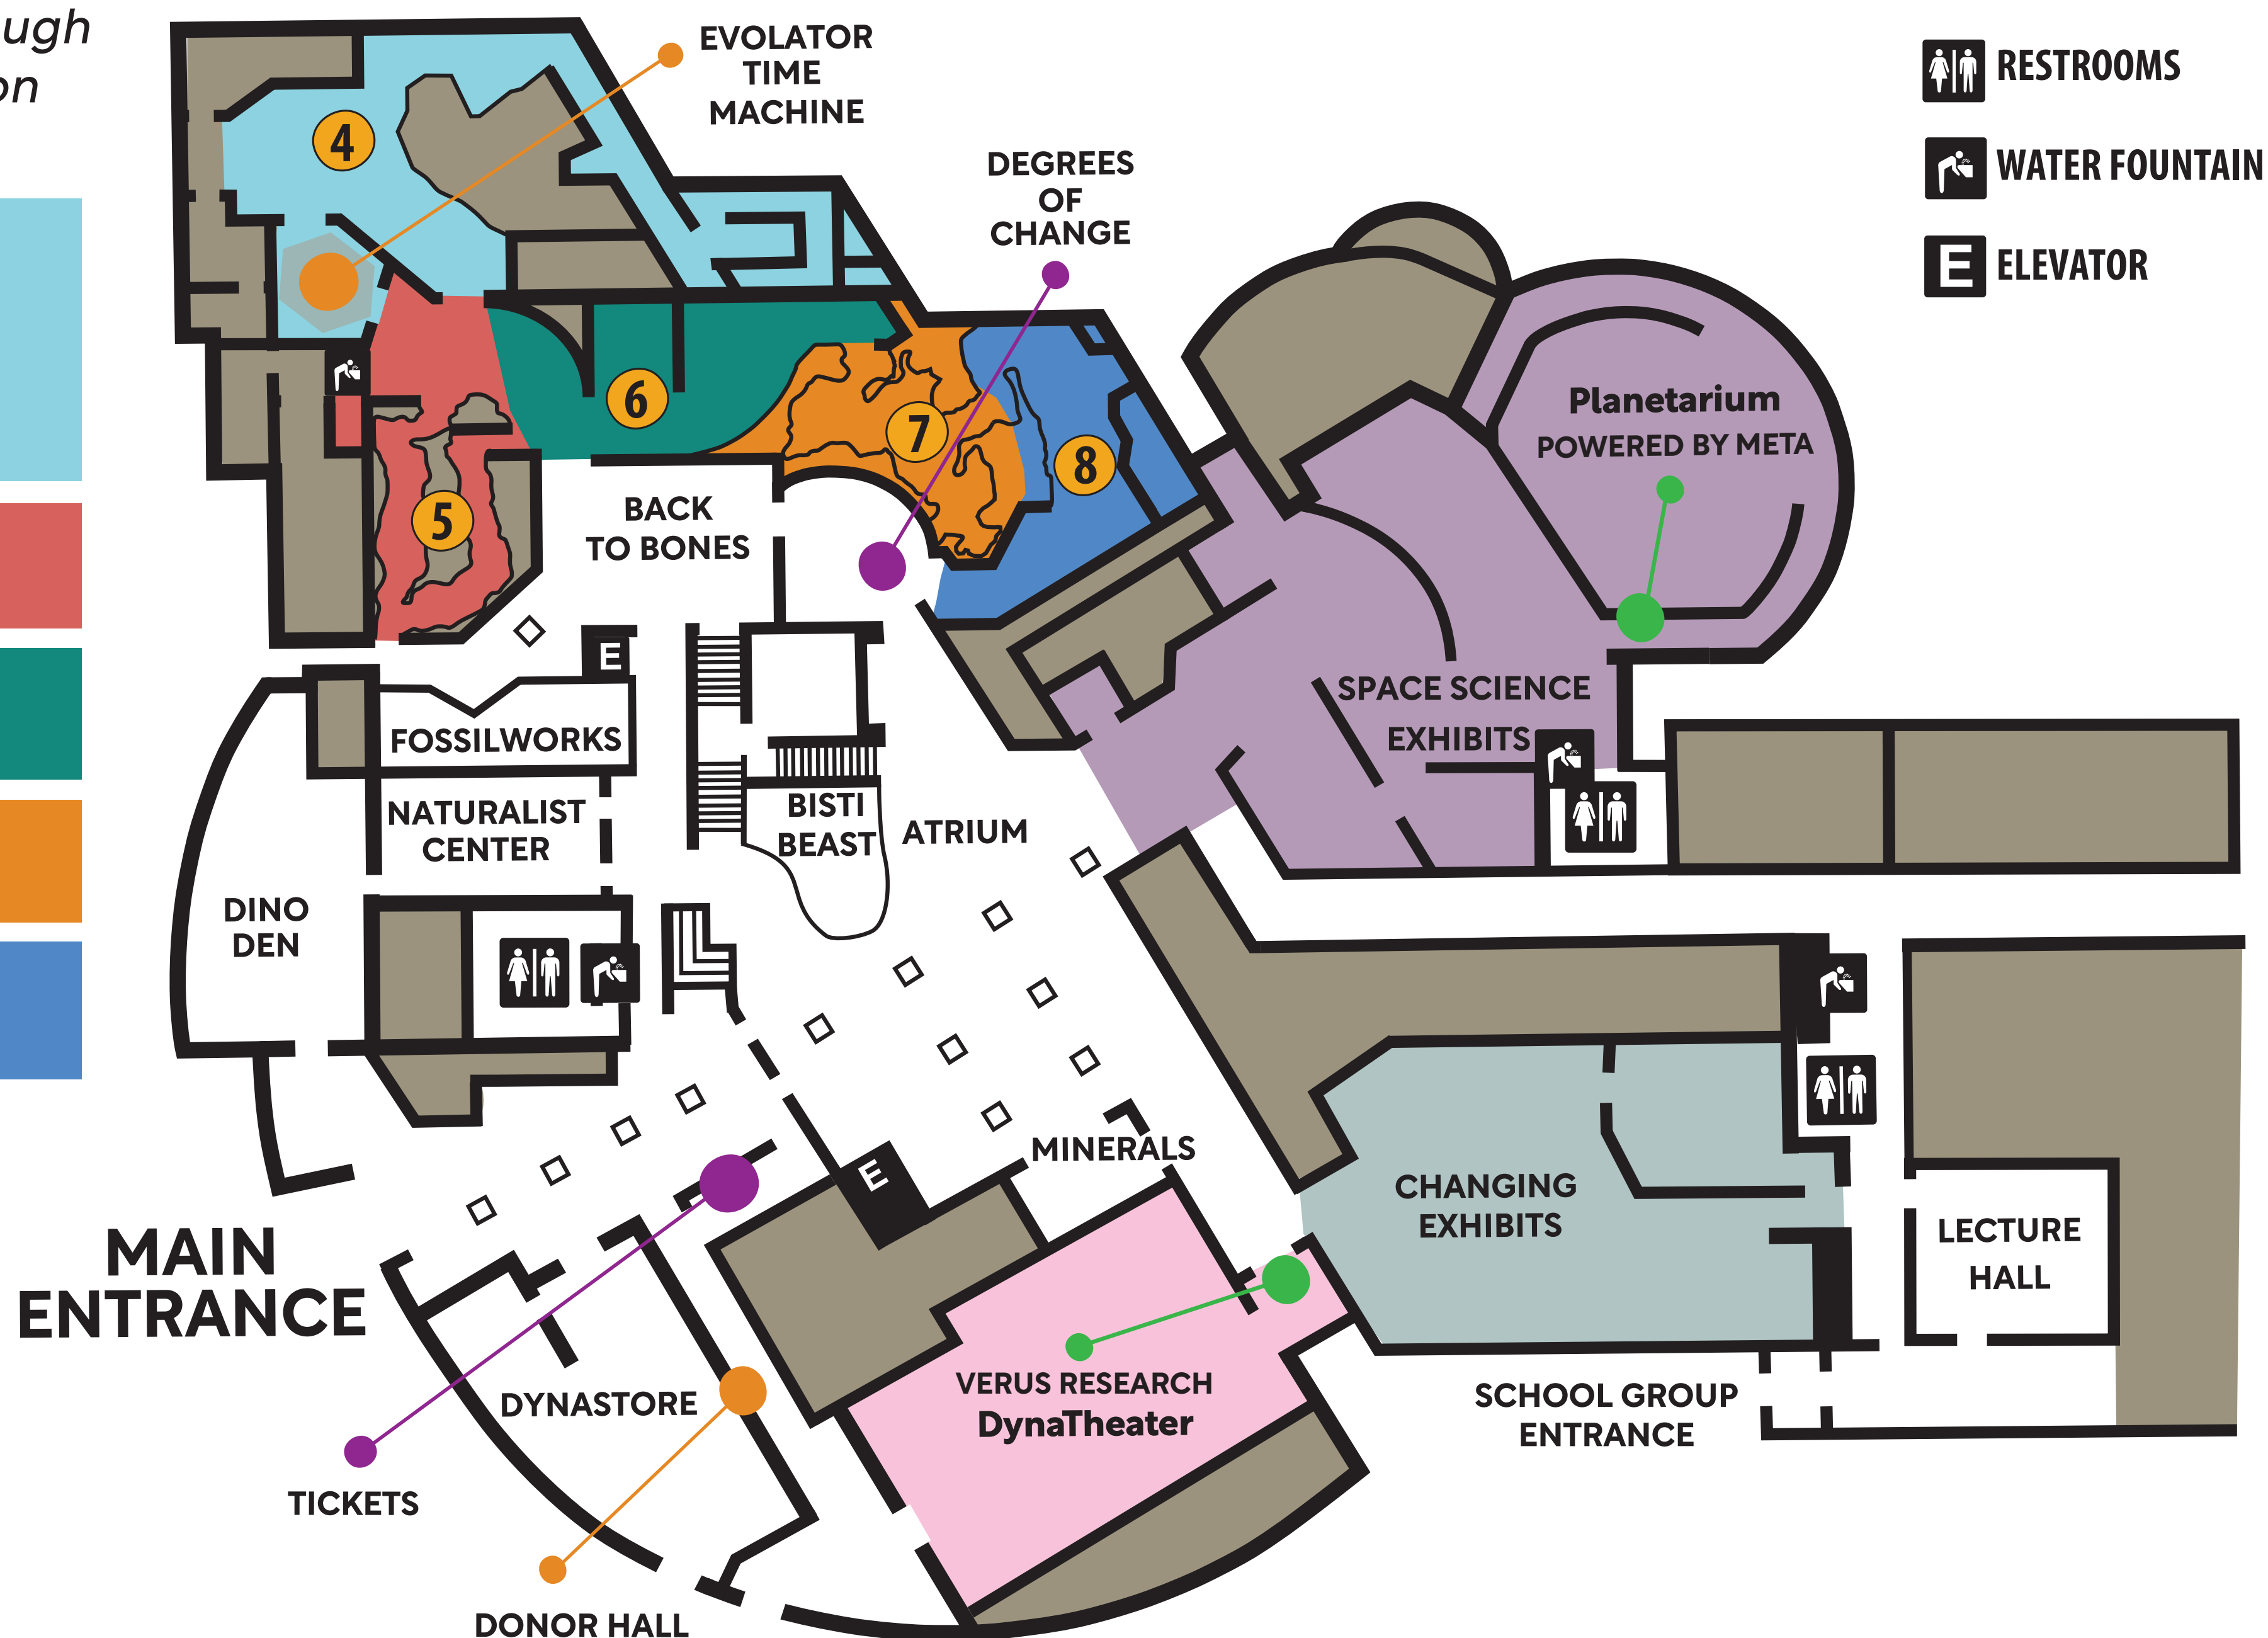 ugh
on
EVOLATOR
TIME
MACHINE
RESTROOMS
WATER FOUNTAIN
E ELEVATOR
DEGREES
OF
CHANGE
4
5
6
7
8
Planetarium
POWERED BY META
BACK
TO BONES
E
SPACE SCIENCE
EXHIBITS
FOSSILWORKS
NATURALIST
CENTER
BISTI
BEAST
ATRIUM
DINO
DEN
MINERALS
E
CHANGING
EXHIBITS
LECTURE
HALL
MAIN
ENTRANCE
VERUS RESEARCH
DynaTheater
DYNASTORE
SCHOOL GROUP
ENTRANCE
TICKETS
DONOR HALL